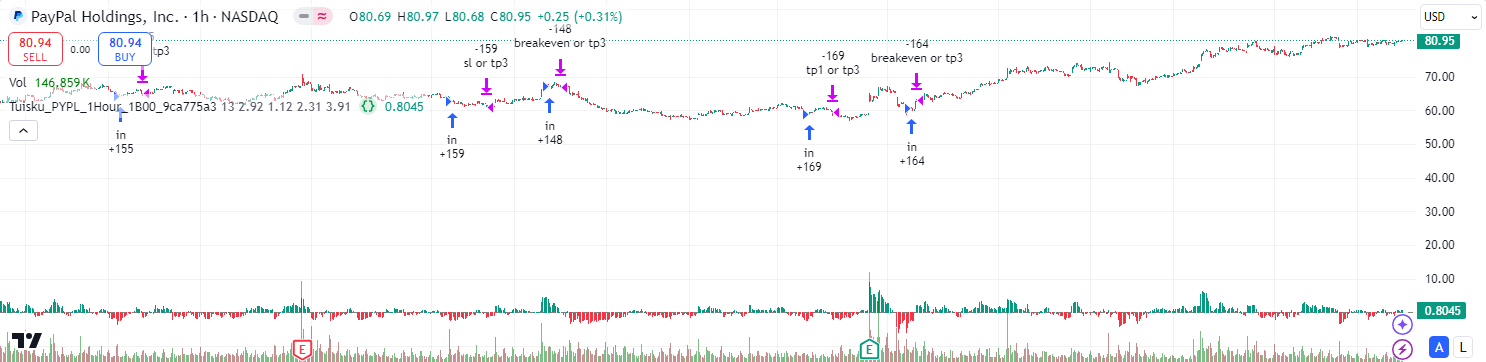 PayPal Holdings, Inc. · 1h · NASDAQ
O80.69 H80.97 L80.68 C80.95 +0.25 (+0.31%)
USD
80.94
SELL
0.00
80.94
BUY
tp3
Vol 146.859 K
Tuisku_PYPL_1Hour_1B00_9ca775a3 13 2.92 1.12 2.31 3.91 {} 0.8045
in
+155
-159
sl or tp3
in
+159
-148
breakeven or tp3
in
+148
-169
tp1 or tp3
in
+169
-164
breakeven or tp3
in
+164
80.95
70.00
60.00
50.00
40.00
30.00
20.00
10.00
0.8045
E
E
A
L